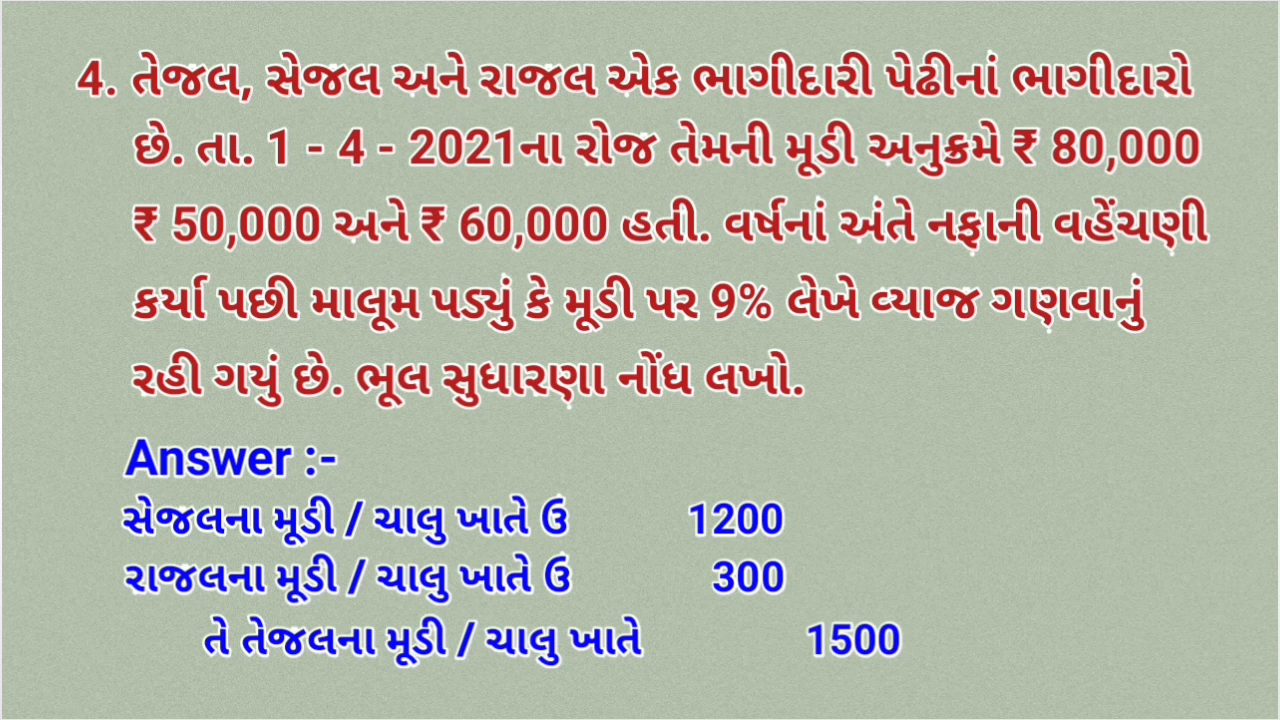 4. તેજલ, સેજલ અને રાજલ એક ભાગીદારી પેઢીનાં ભાગીદારો
છે. તા. 1 - 4 - 2021ના રોજ તેમની મૂડી અનુક્રમે ₹ 80,000
₹ 50,000 અને ₹ 60,000 હતી. વર્ષનાં અંતે નફાની વહેંચણી
કર્યા પછી માલૂમ પડ્યું કે મૂડી પર 9% લેખે વ્યાજ ગણવાનું
રહી ગયું છે. ભૂલ સુધારણા નોંધ લખો.
Answer :-
સેજલના મૂડી / ચાલુ ખાતે ઉ 1200
રાજલના મૂડી / ચાલુ ખાતે ઉ 300
તે તેજલના મૂડી / ચાલુ ખાતે 1500